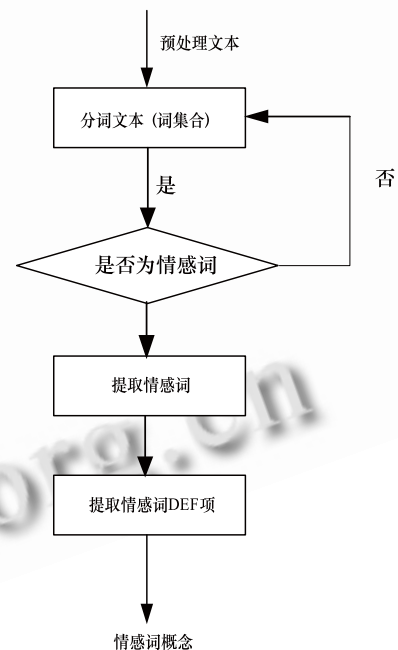 预处理文本
分词文本 (词集合)
是
否
是否为情感词
提取情感词
org.cn
提取情感词DEF项
情感词概念